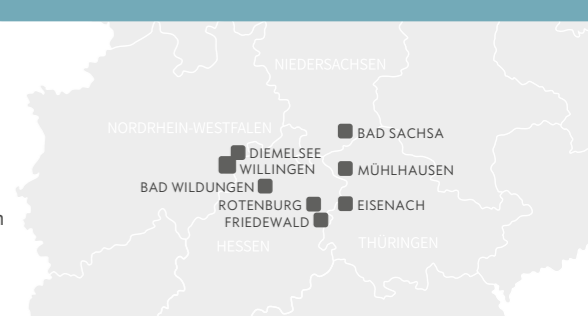 NIEDERSACHSEN
NORDRHEIN-WESTFALEN
BAD SACHSA
DIEMELSEE
WILLINGEN
MÜHLHAUSEN
BAD WILDUNGEN
ROTENBURG
EISENACH
FRIEDEWALD
n
HESSEN
THÜRINGEN